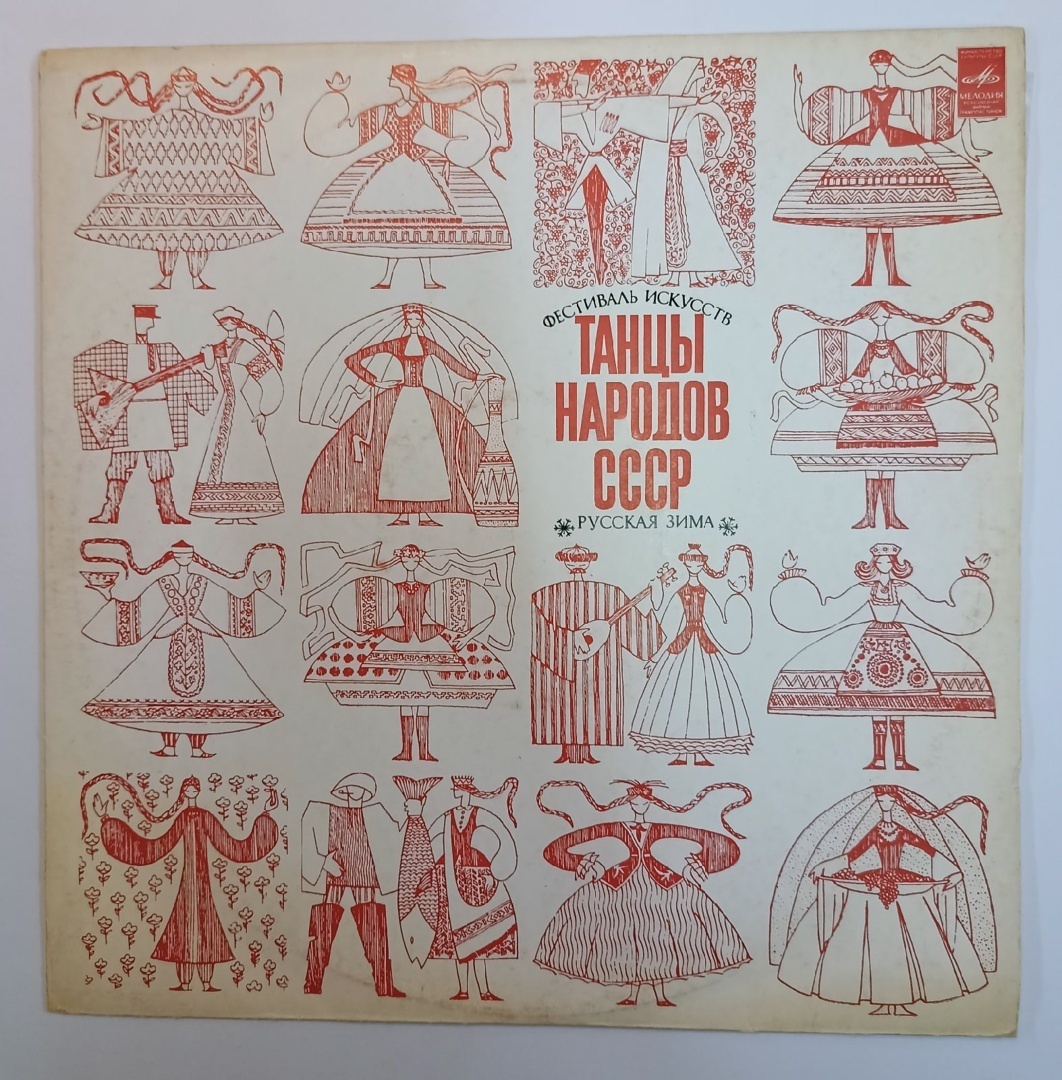 МЕЛОДИЯ
ФЕСТИВАЛЬ ИСКУССТВ
ТАНЦЫ
НАРОДОВ
СССР
РУССКАЯ ЗИМА